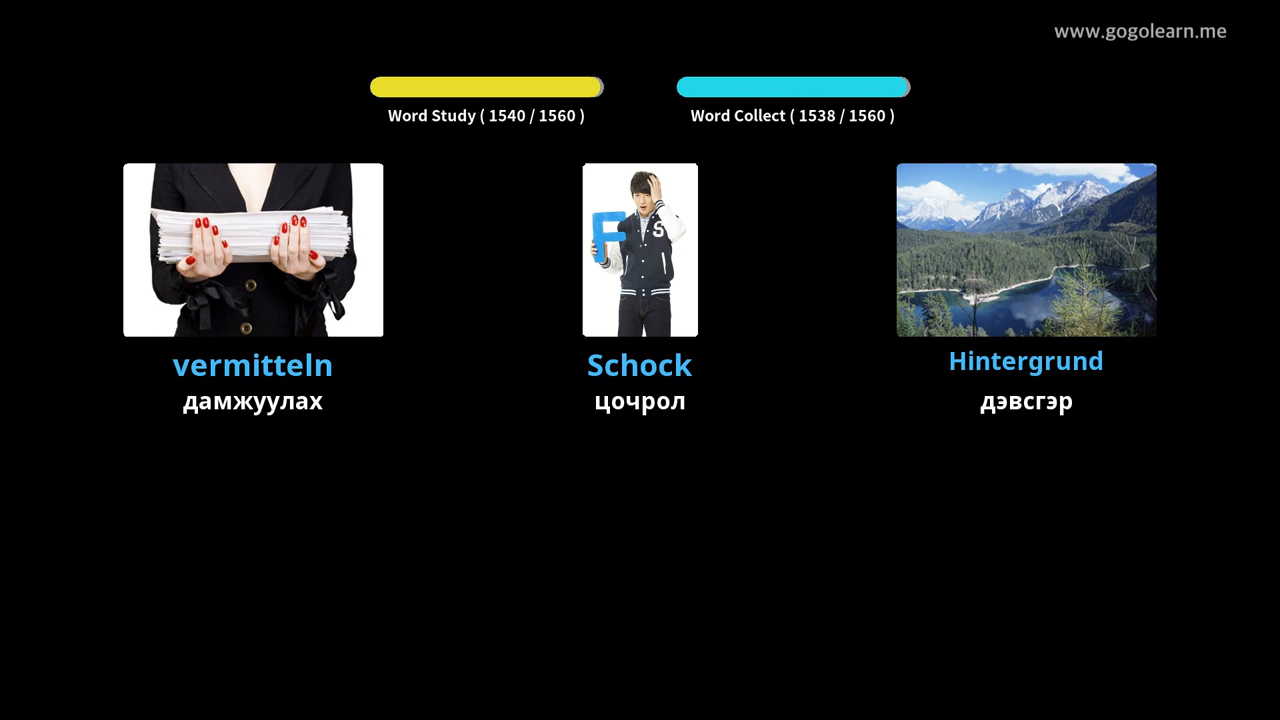 www.gogolearn.me
Word Study ( 1540 / 1560 )
Word Collect ( 1538 / 1560 )
F
S
vermitteln
Schock
Hintergrund
дамжуулах
цочрол
дэвсгэр